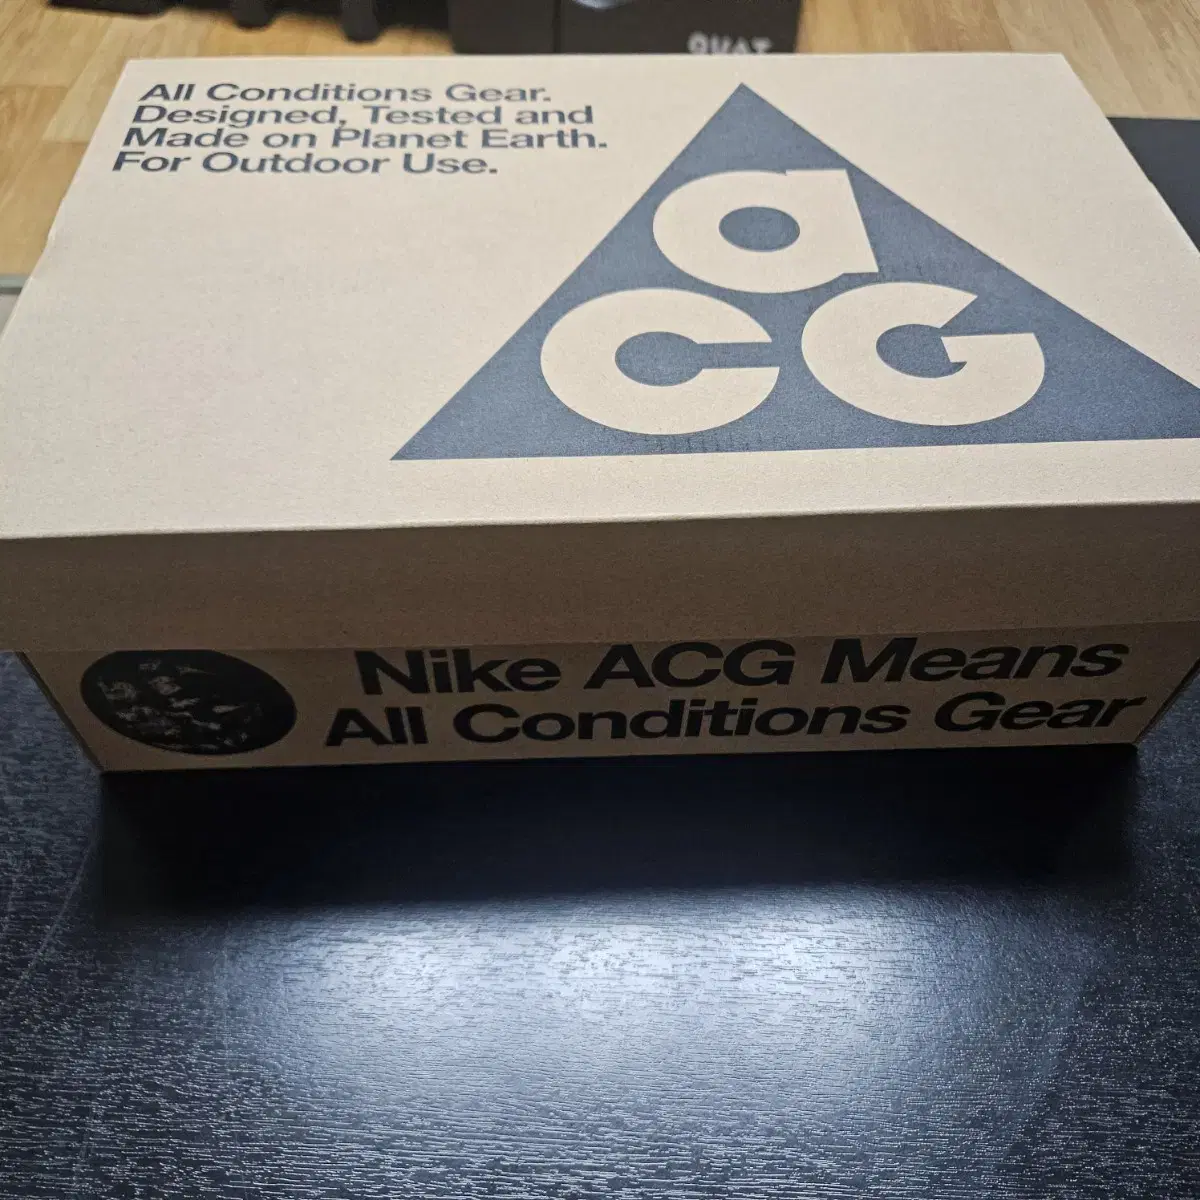 All Conditions Gear.
Designed, Tested and
Made on Planet Earth.
For Outdoor Use.
aCG
Nike ACG Means
All Conditions Gear